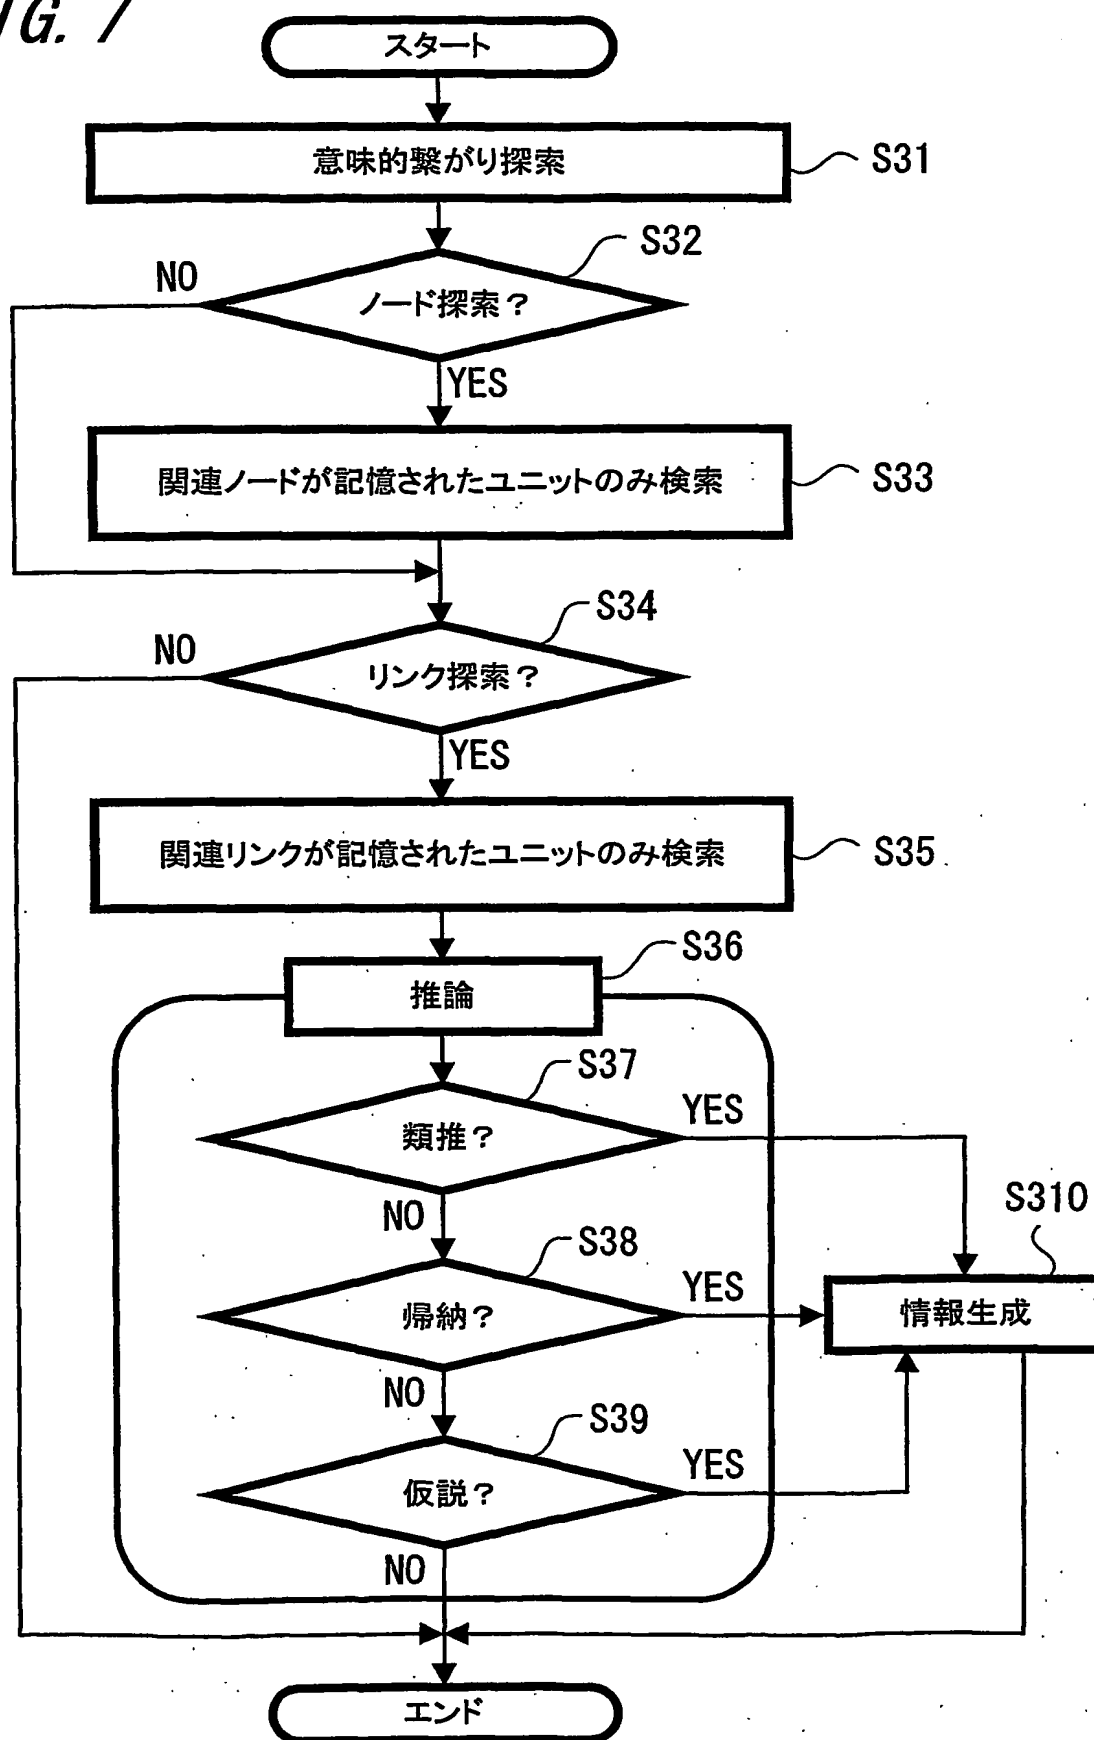 FIG. 7
スタート
意味的繋がり探索
S31
S32
NO
ノード探索？
YES
関連ノードが記憶されたユニットのみ検索
S33
S34
NO
リンク探索？
YES
関連リンクが記憶されたユニットのみ検索
S35
S36
推論
S37
類推？
YES
NO
S38
帰納？
YES
S310
情報生成
NO
S39
仮説？
YES
NO
エンド